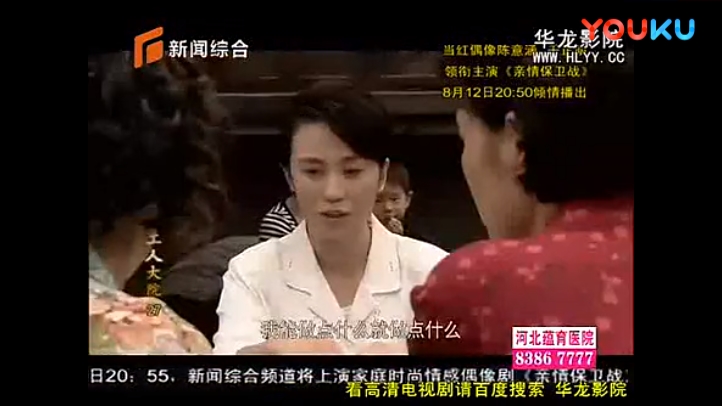 YOUKU
新闻综合
华龙影院
WWW.HLYY.CC
当红偶像陈意涵
领衔主演《亲情保卫战》
8月12日20:50倾情播出
工人大院 27
我能做点什么就做点什么
河北蕴育医院
8386 7777
日20：55，新闻综合频道将上演家庭时尚情感偶像剧《亲情保卫战
看高清电视剧请百度搜索 华龙影院